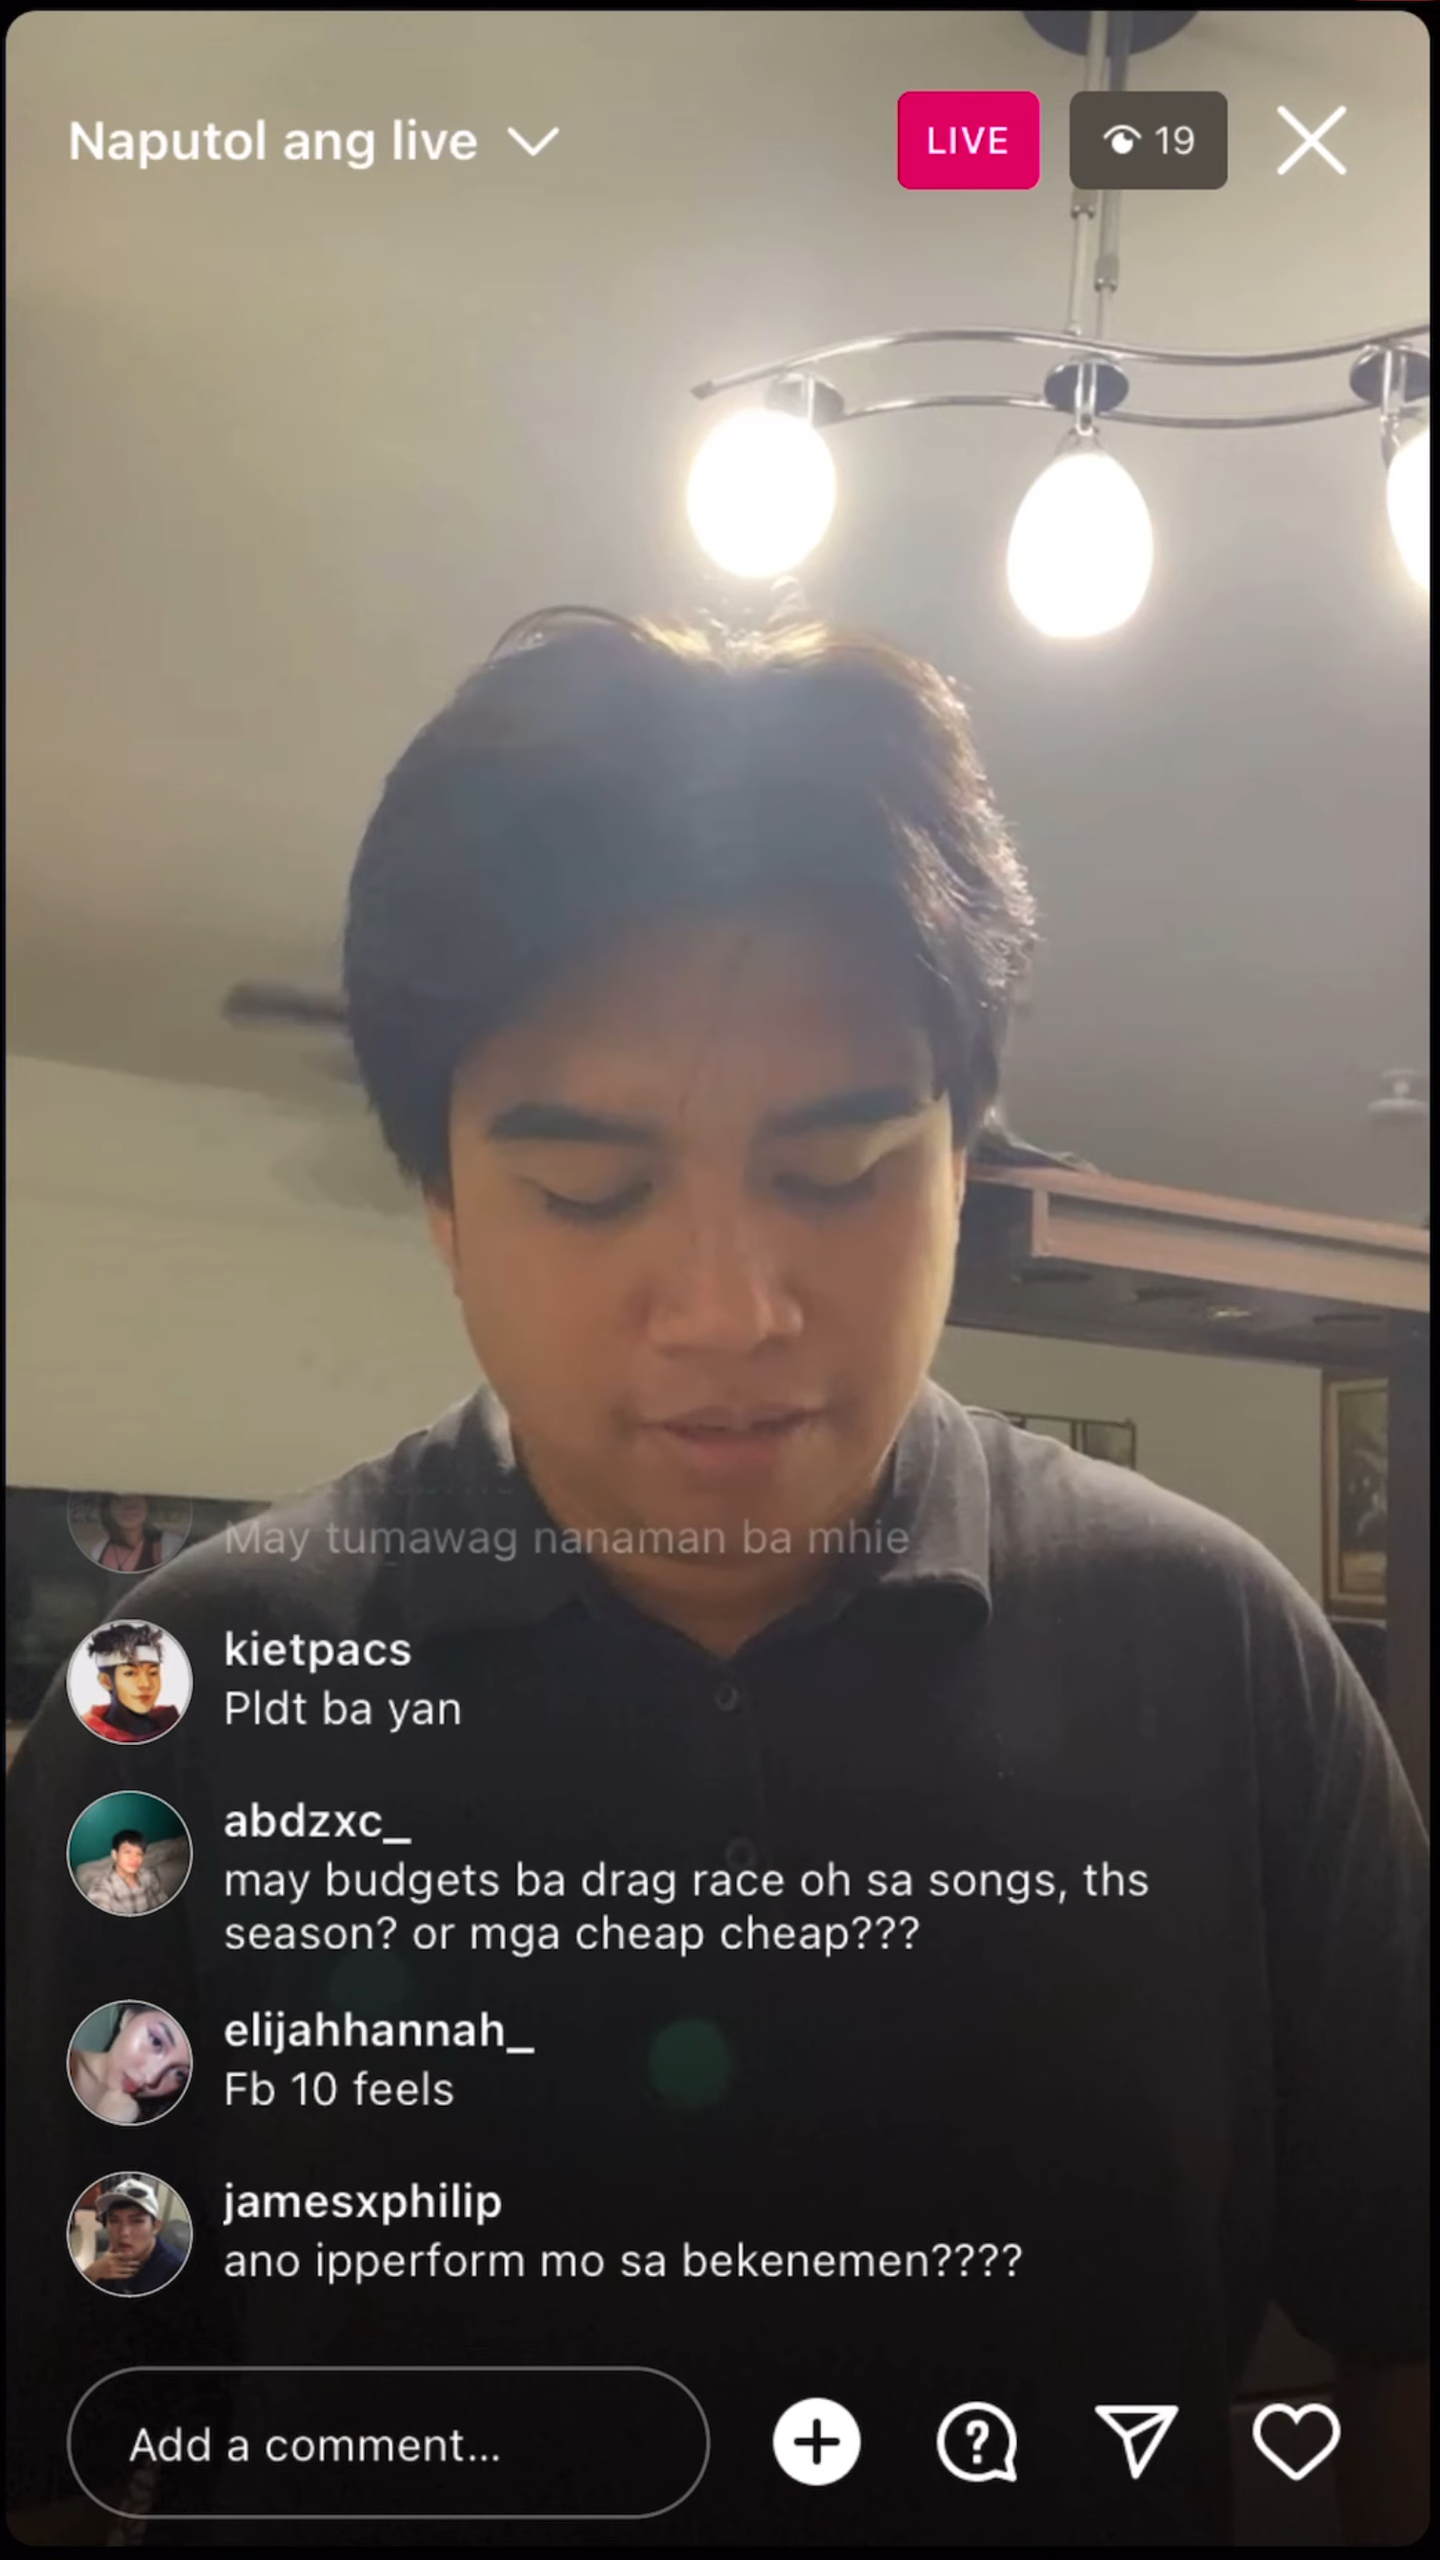 Naputol ang live
LIVE
19
May tumawag nanaman ba mhie
kietpacs
Pldt ba yan
abdzxc_
may budgets ba drag race oh sa songs, ths
season? or mga cheap cheap???
elijahhannah_
Fb 10 feels
jamesxphilip
ano ipperform mo sa bekenemen????
Add a comment...